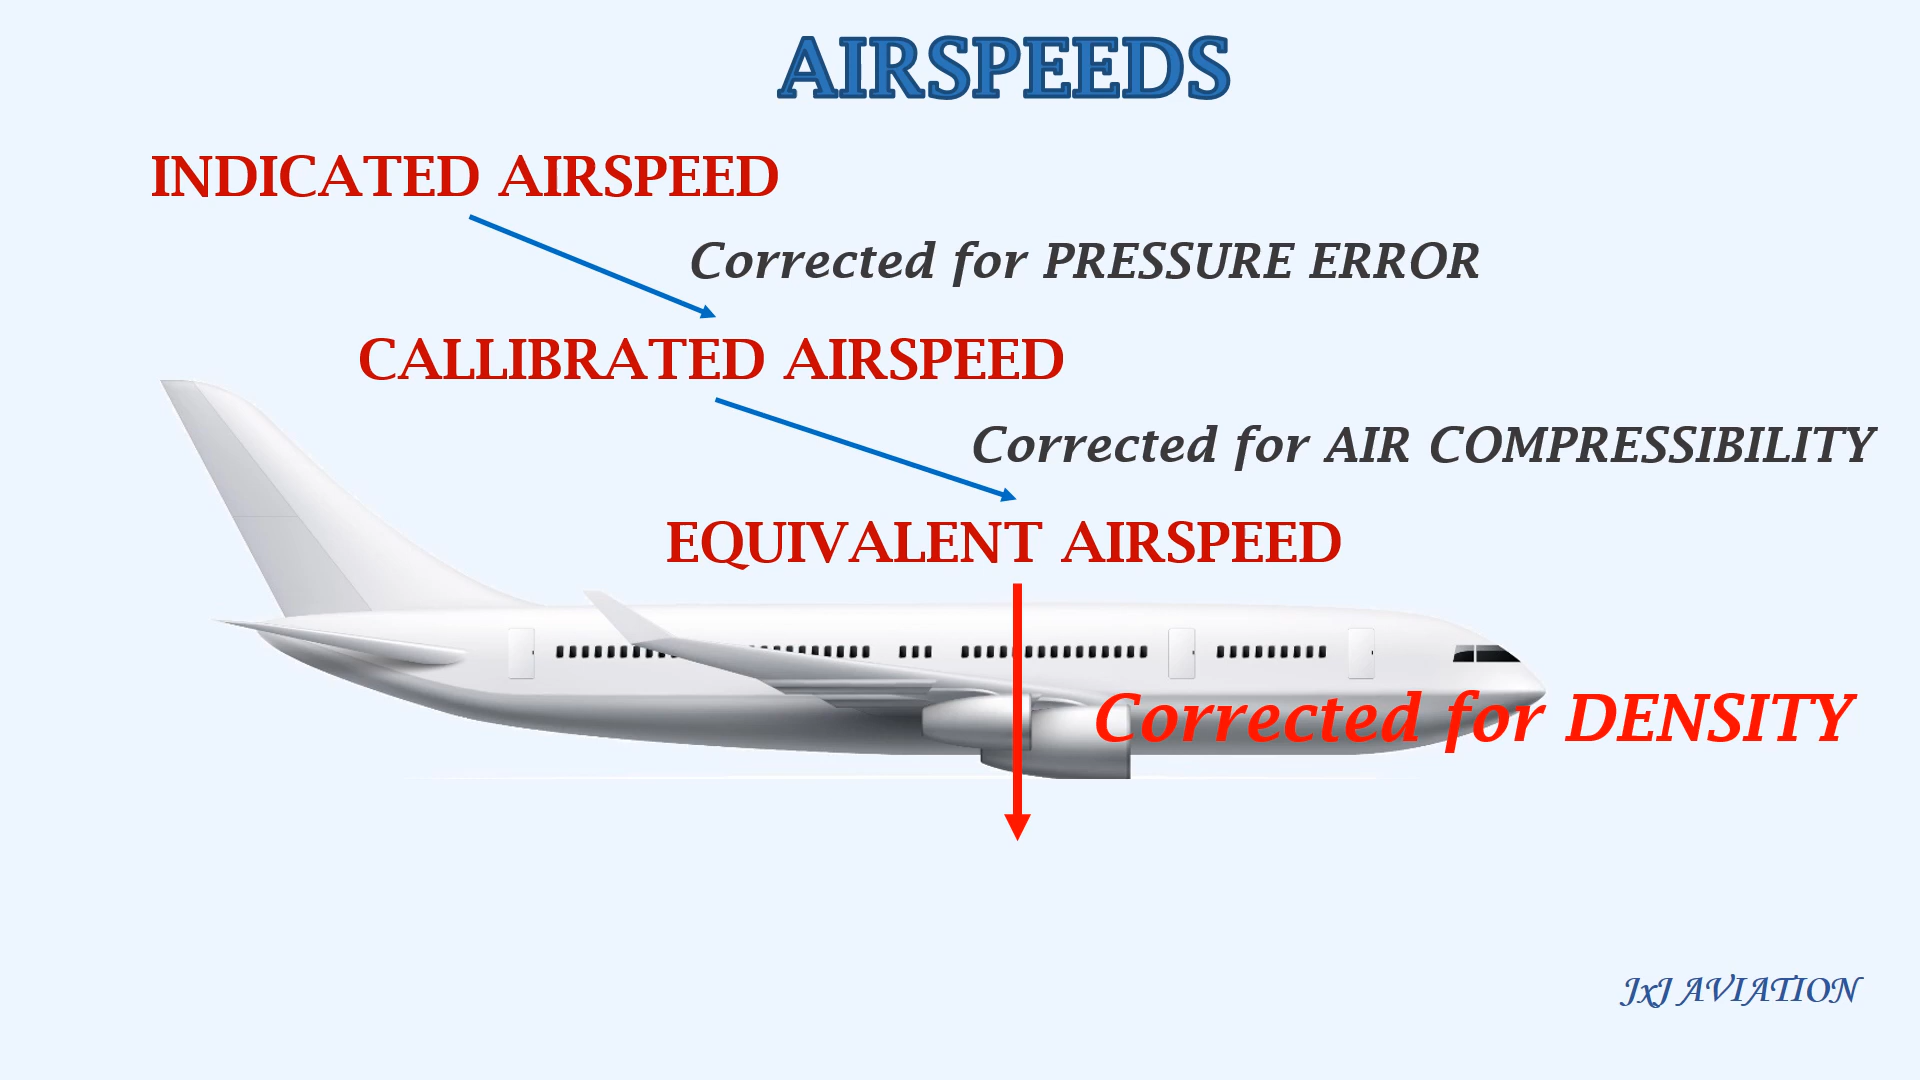 AIRSPEEDS
INDICATED AIRSPEED
Corrected for PRESSURE ERROR
CALLIBRATED AIRSPEED
Corrected for AIR COMPRESSIBILITY
EQUIVALENT AIRSPEED
Corrected for DENSITY
JxJ AVIATION